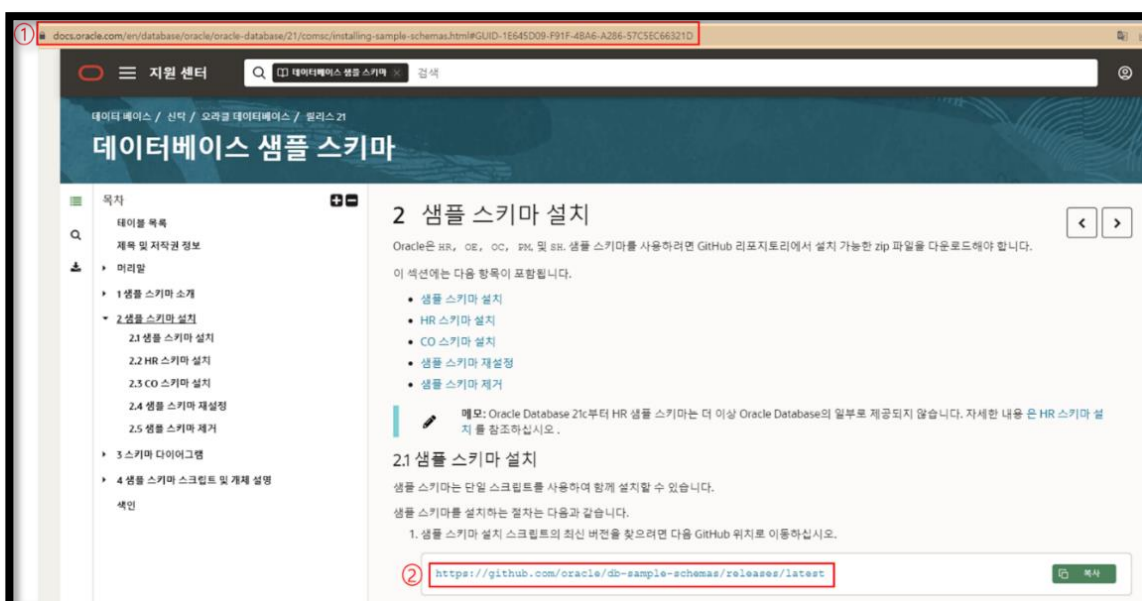 ①
docs.oracle.com/en/database/oracle/oracle-database/21/comsc/installing-sample-schemas.html#GUID-1E645D09-F91F-48A6-A286-57C5EC66321D
지원 센터
데이터베이스 샘플 스키마 ×
검색
데이터 베이스 / 신탁 / 오라클 데이터베이스 / 릴리스 21
데이터베이스 샘플 스키마
목차
테이블 목록
제목 및 저작권 정보
머리말
1 샘플 스키마 소개
2 샘플 스키마 설치
2.1 샘플 스키마 설치
2.2 HR 스키마 설치
2.3 CO 스키마 설치
2.4 샘플 스키마 재설정
2.5 샘플 스키마 제거
3 스키마 다이어그램
4 샘플 스키마 스크립트 및 개체 설명
색인
2 샘플 스키마 설치
Oracle은 HR, OE, OC, PM, 및 SH. 샘플 스키마를 사용하려면 GitHub 리포지토리에서 설치 가능한 zip 파일을 다운로드해야 합니다.
이 섹션에는 다음 항목이 포함됩니다.
• 샘플 스키마 설치
• HR 스키마 설치
• CO 스키마 설치
• 샘플 스키마 재설정
• 샘플 스키마 제거
메모: Oracle Database 21c부터 HR 샘플 스키마는 더 이상 Oracle Database의 일부로 제공되지 않습니다. 자세한 내용 은 HR 스키마 설
치 를 참조하십시오 .
2.1 샘플 스키마 설치
샘플 스키마는 단일 스크립트를 사용하여 함께 설치할 수 있습니다.
샘플 스키마를 설치하는 절차는 다음과 같습니다.
1. 샘플 스키마 설치 스크립트의 최신 버전을 찾으려면 다음 GitHub 위치로 이동하십시오.
②
https://github.com/oracle/db-sample-schemas/releases/latest
복사